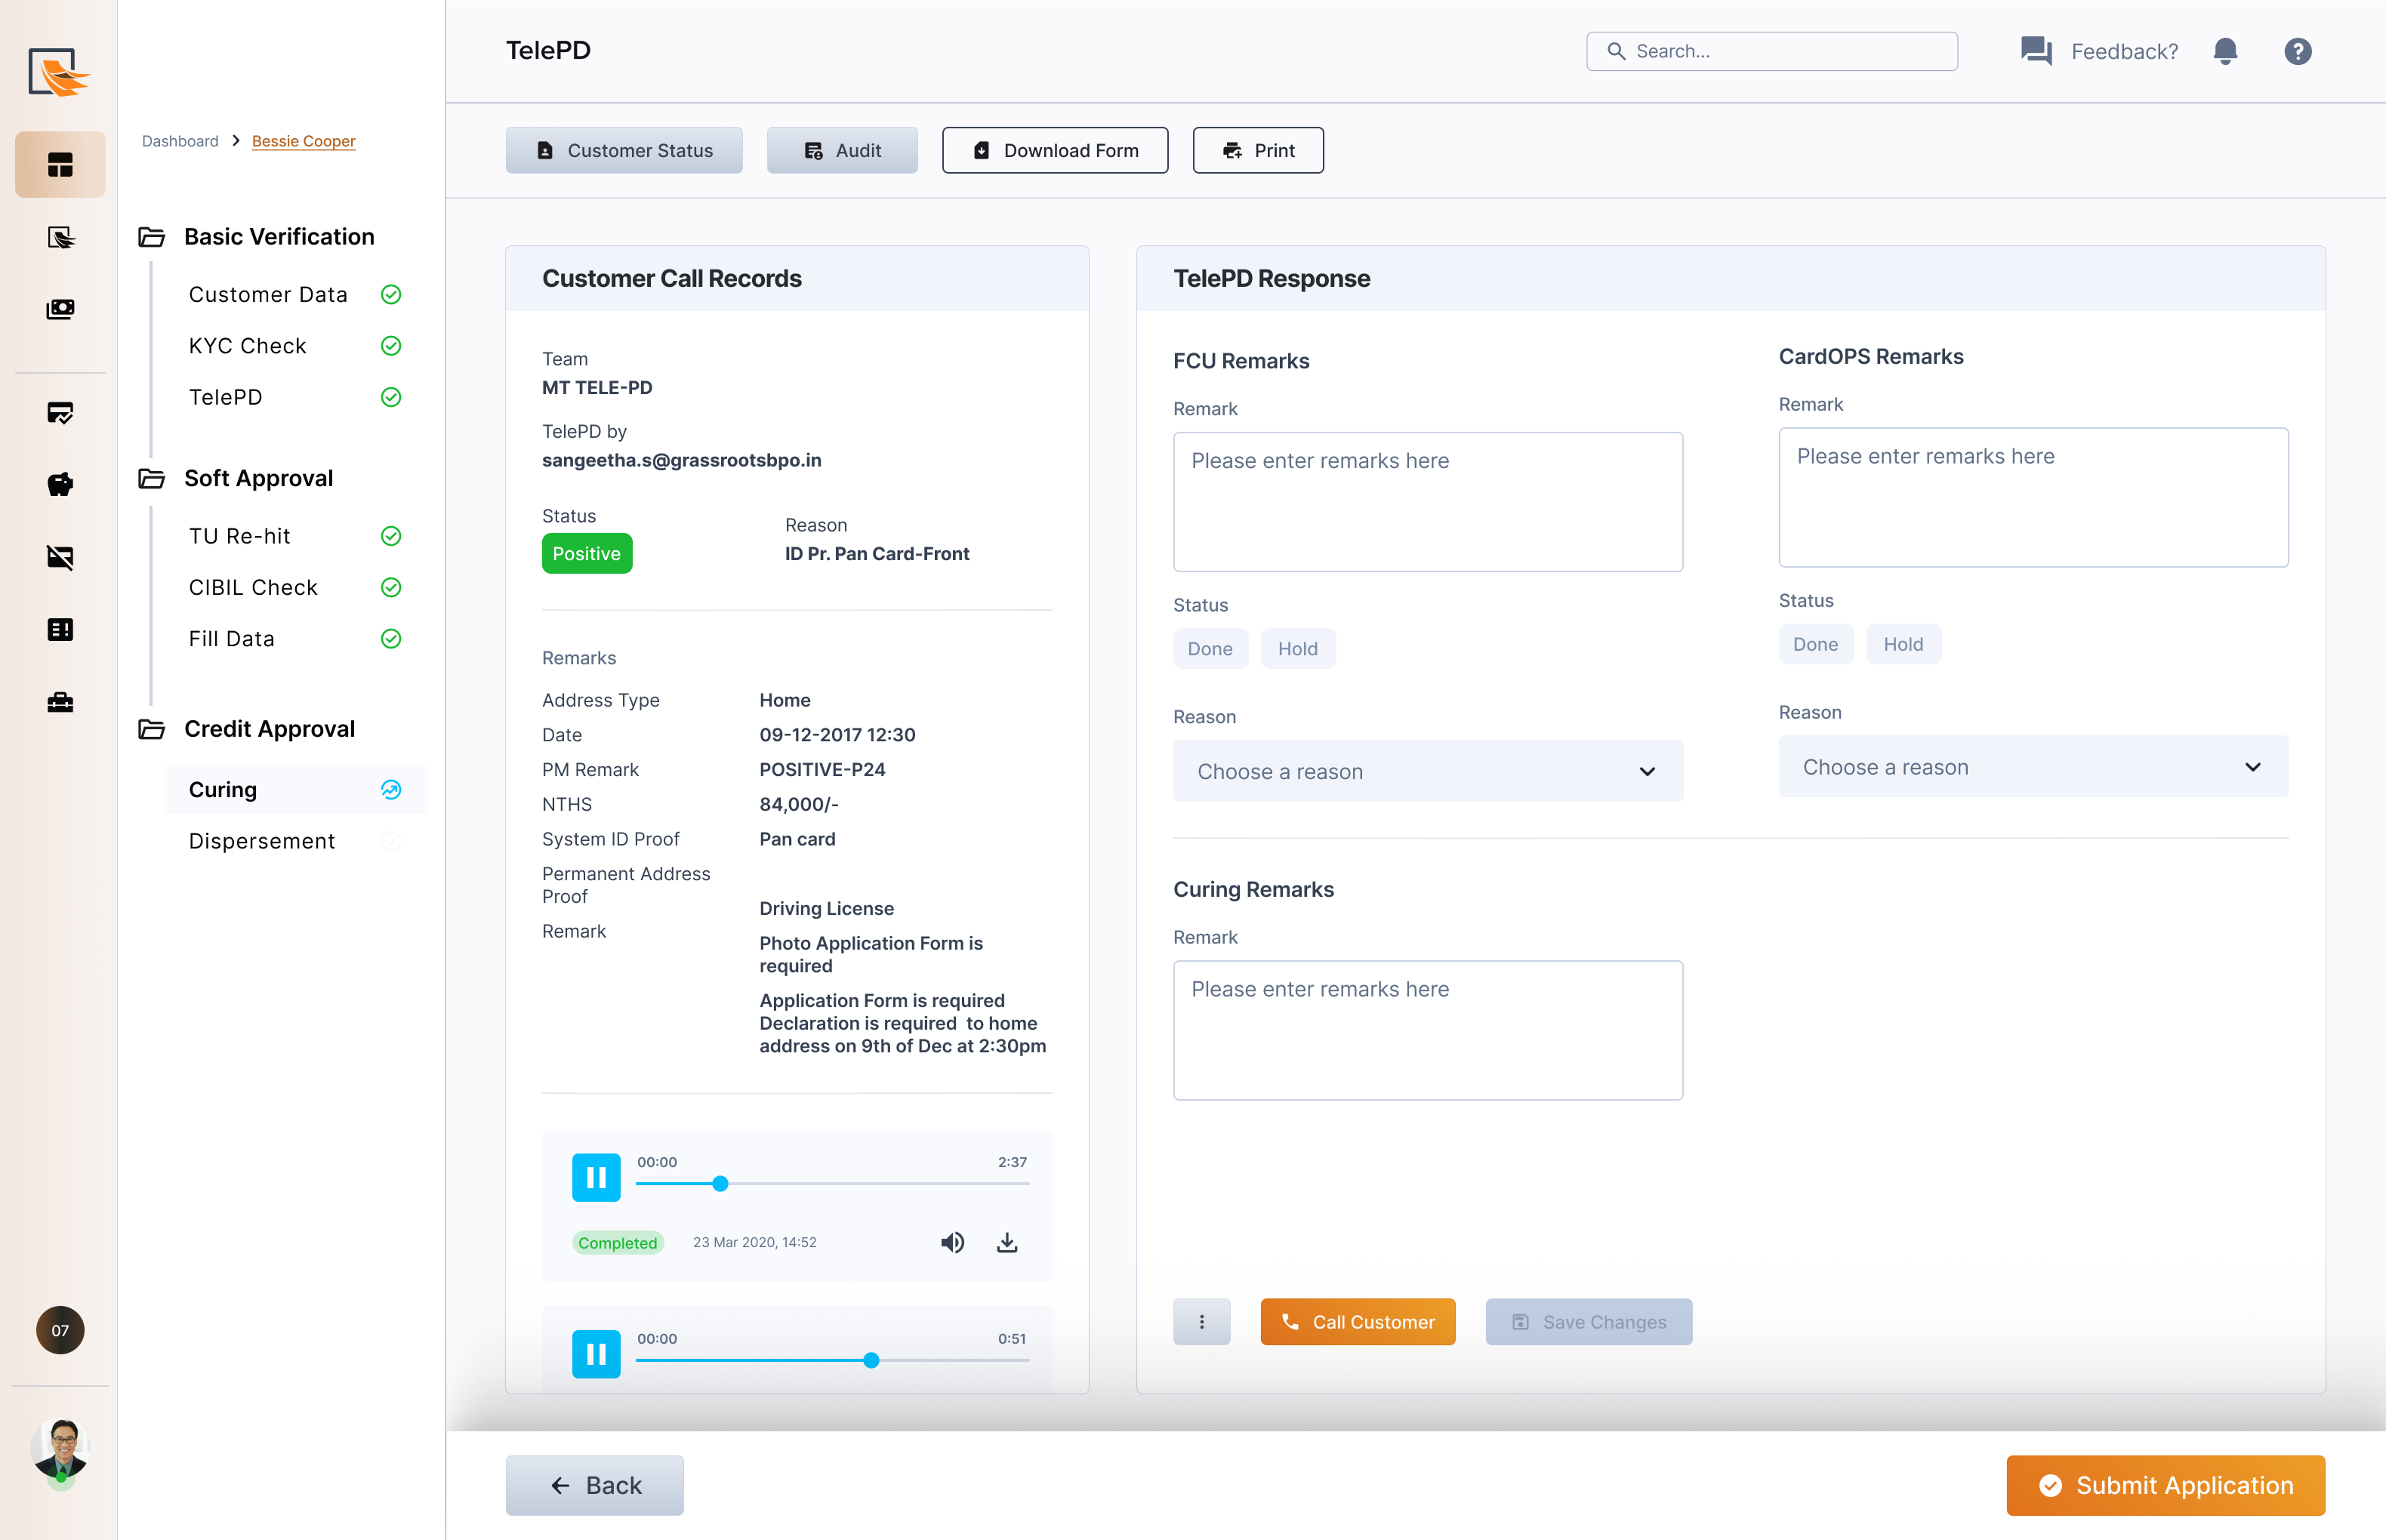 TelePD
Search...
Feedback?
Dashboard
Bessie Cooper
Customer Status
Audit
Download Form
Print
Basic Verification
Customer Data
KYC Check
TelePD
Soft Approval
TU Re-hit
CIBIL Check
Fill Data
Credit Approval
Curing
Dispersement
07
Customer Call Records
Team
MT TELE-PD
TelePD by
sangeetha.s@grassrootsbpo.in
Status
Positive
Reason
ID Pr. Pan Card-Front
Remarks
Address Type
Home
Date
09-12-2017 12:30
PM Remark
POSITIVE-P24
NTHS
84,000/-
System ID Proof
Pan card
Permanent Address
Proof
Driving License
Remark
Photo Application Form is
required
Application Form is required
Declaration is required  to home
address on 9th of Dec at 2:30pm
00:00
2:37
Completed
23 Mar 2020, 14:52
00:00
0:51
TelePD Response
FCU Remarks
Remark
Please enter remarks here
Status
Done
Hold
Reason
Choose a reason
CardOPS Remarks
Remark
Please enter remarks here
Status
Done
Hold
Reason
Choose a reason
Curing Remarks
Remark
Please enter remarks here
Call Customer
Save Changes
Back
Submit Application